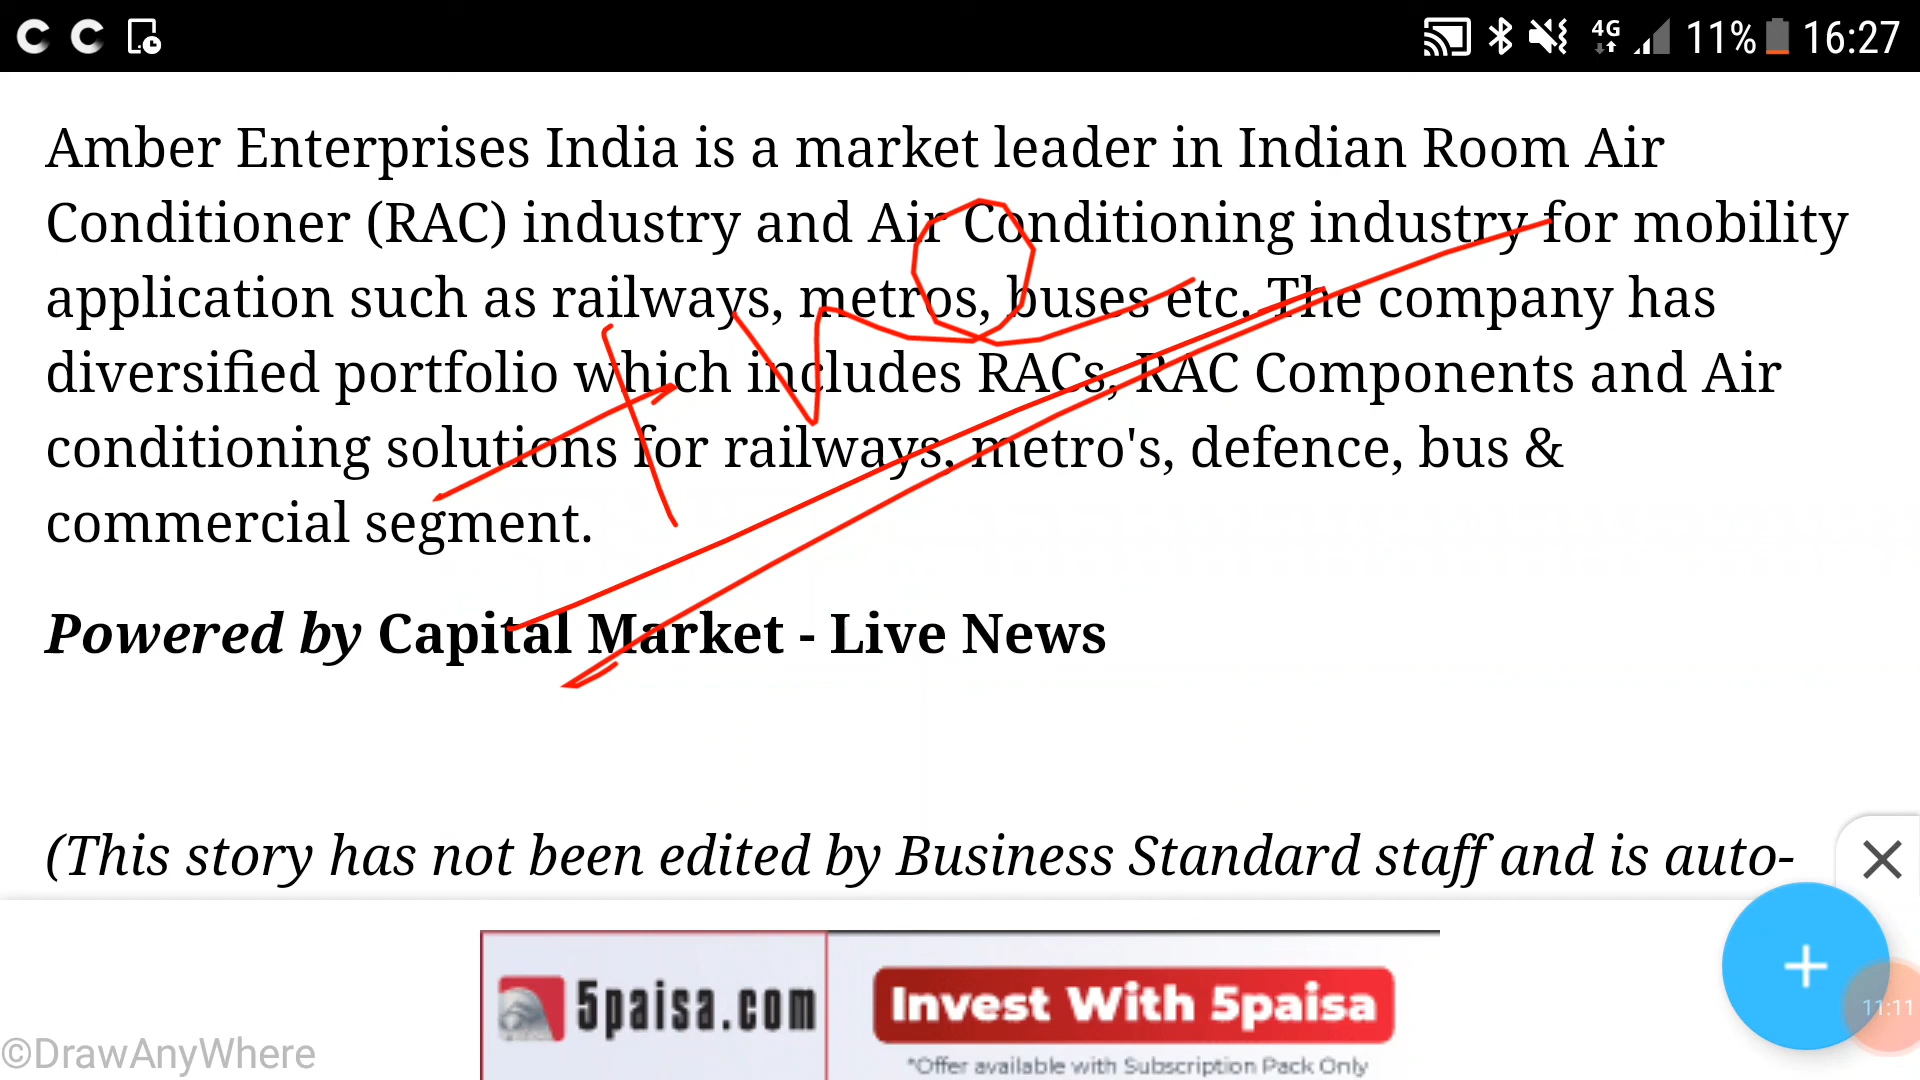 4G 11% 16:27
Amber Enterprises India is a market leader in Indian Room Air
Conditioner (RAC) industry and Air Conditioning industry for mobility
application such as railways, metros, buses etc. The company has
diversified portfolio which includes RACs, RAC Components and Air
conditioning solutions for railways, metro's, defence, bus &
commercial segment.
Powered by Capital Market - Live News
(This story has not been edited by Business Standard staff and is auto-
11:11
5paisa.com Invest With 5paisa
*Offer available with Subscription Pack Only
©DrawAnyWhere